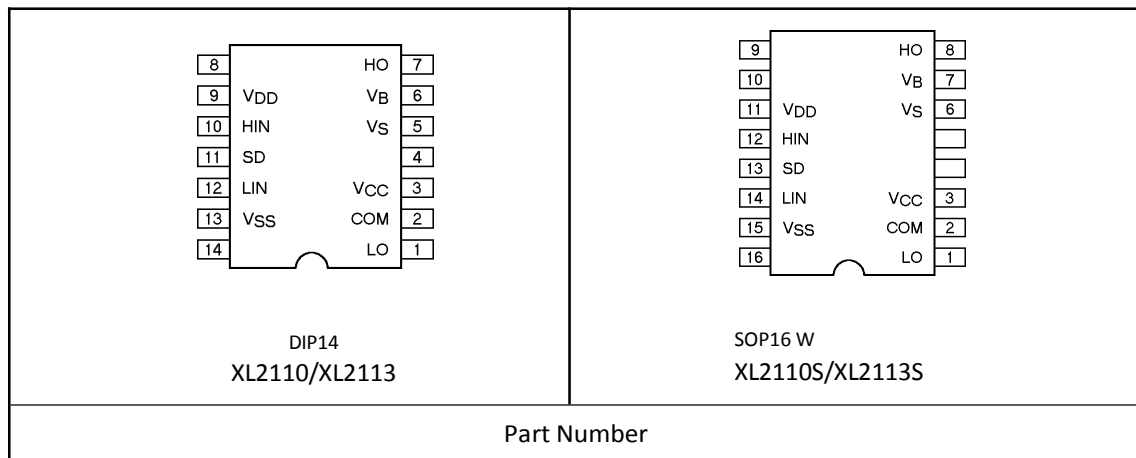 8 HO 7
9 VDD VB 6
10 HIN VS 5
11 SD 4
12 LIN VCC 3
13 VSS COM 2
14 LO 1
DIP14
XL2110/XL2113
9 HO 8
10 VB 7
11 VDD VS 6
12 HIN
13 SD
14 LIN VCC 3
15 VSS COM 2
16 LO 1
SOP16 W
XL2110S/XL2113S
Part Number